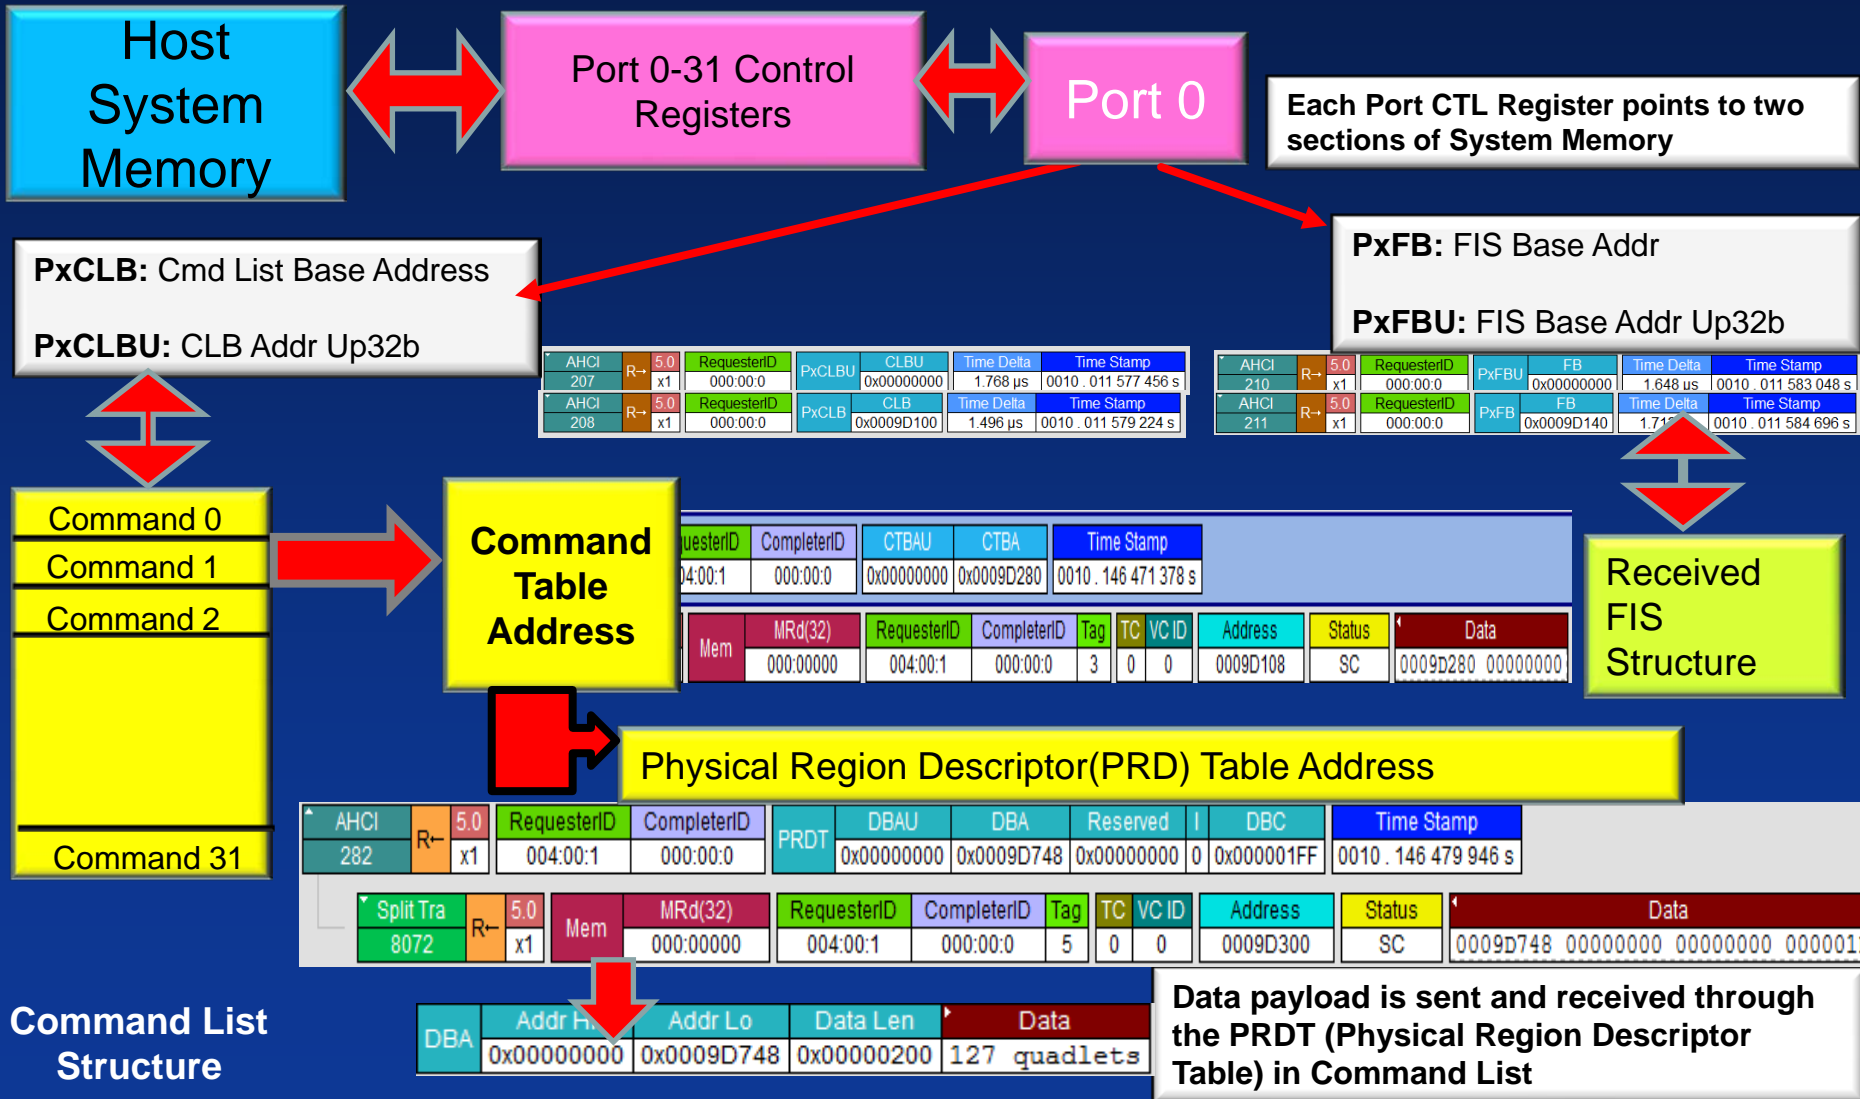 Host
System
Memory
Port 0-31 Control
Registers
Port 0
Each Port CTL Register points to two
sections of System Memory
PxCLB: Cmd List Base Address
PxCLBU: CLB Addr Up32b
PxFB: FIS Base Addr
PxFBU: FIS Base Addr Up32b
AHCI R→ 5.0 RequesterID PxCLBU CLBU Time Delta Time Stamp
207 x1 000:00:0 0x00000000 1.768 µs 0010 . 011 577 456 s
AHCI R→ 5.0 RequesterID PxCLB CLB Time Delta Time Stamp
208 x1 000:00:0 0x0009D100 1.496 µs 0010 . 011 579 224 s
AHCI R→ 5.0 RequesterID PxFBU FB Time Delta Time Stamp
210 x1 000:00:0 0x00000000 1.648 µs 0010 . 011 583 048 s
AHCI R→ 5.0 RequesterID PxFB FB Time Delta Time Stamp
211 x1 000:00:0 0x0009D140 0010 . 011 584 696 s
Command 0
Command 1
Command 2
Command 31
Command
Table
Address
uesterID CompleterID CTBAU CTBA Time Stamp
04:00:1 000:00:0 0x00000000 0x0009D280 0010 . 146 471 378 s
Mem MRd(32) RequesterID CompleterID Tag TC VC ID Address Status Data
000:00000 004:00:1 000:00:0 3 0 0 0009D108 SC 0009D280 00000000
Received
FIS
Structure
Physical Region Descriptor(PRD) Table Address
AHCI R← 5.0 RequesterID CompleterID PRDT DBAU DBA Reserved I DBC Time Stamp
282 x1 004:00:1 000:00:0 0x00000000 0x0009D748 0x00000000 0 0x000001FF 0010 . 146 479 946 s
Split Tra R← 5.0 Mem MRd(32) RequesterID CompleterID Tag TC VC ID Address Status Data
8072 x1 000:00000 004:00:1 000:00:0 5 0 0 0009D300 SC 0009D748 00000000 00000000 000001
DBA Addr Addr Lo Data Len Data
0x00000000 0x0009D748 0x00000200 127 quadlets
Command List
Structure
Data payload is sent and received through
the PRDT (Physical Region Descriptor
Table) in Command List